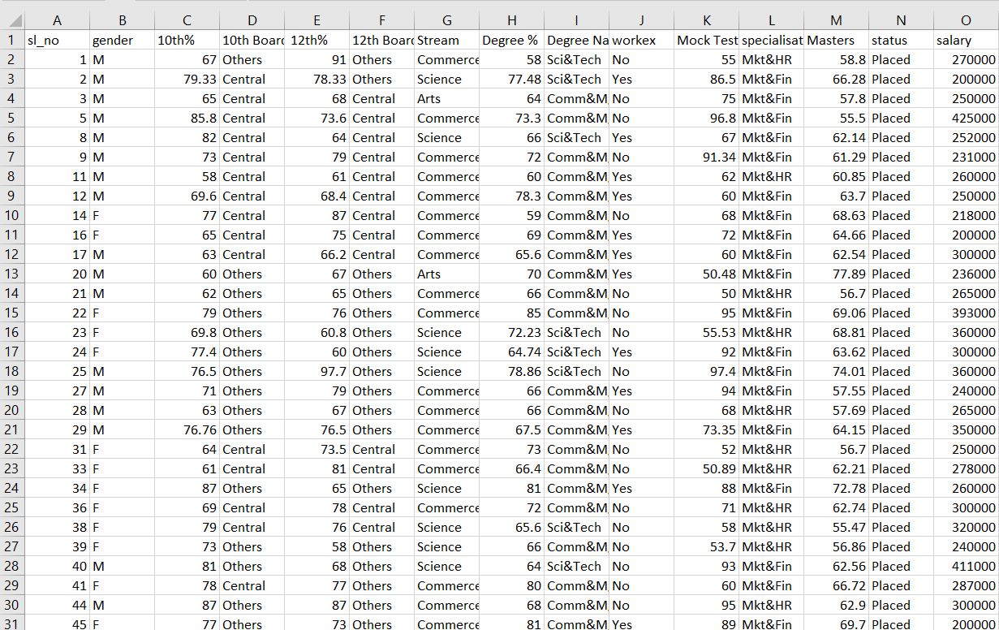 A B C D E F G H I J K L M N O
1 sl_no gender 10th% 10th Board 12th% 12th Board Stream Degree % Degree Na workex Mock Test specialisat Masters status salary
2 1 M 67 Others 91 Others Commerce 58 Sci&Tech No 55 Mkt&HR 58.8 Placed 270000
3 2 M 79.33 Central 78.33 Others Science 77.48 Sci&Tech Yes 86.5 Mkt&Fin 66.28 Placed 200000
4 3 M 65 Central 68 Central Arts 64 Comm&M No 75 Mkt&Fin 57.8 Placed 250000
5 5 M 85.8 Central 73.6 Central Commerce 73.3 Comm&M No 96.8 Mkt&Fin 55.5 Placed 425000
6 8 M 82 Central 64 Central Science 66 Sci&Tech Yes 67 Mkt&Fin 62.14 Placed 252000
7 9 M 73 Central 79 Central Commerce 72 Comm&M No 91.34 Mkt&Fin 61.29 Placed 231000
8 11 M 58 Central 61 Central Commerce 60 Comm&M Yes 62 Mkt&HR 60.85 Placed 260000
9 12 M 69.6 Central 68.4 Central Commerce 78.3 Comm&M Yes 60 Mkt&Fin 63.7 Placed 250000
10 14 F 77 Central 87 Central Commerce 59 Comm&M No 68 Mkt&Fin 68.63 Placed 218000
11 16 F 65 Central 75 Central Commerce 69 Comm&M Yes 72 Mkt&Fin 64.66 Placed 200000
12 17 M 63 Central 66.2 Central Commerce 65.6 Comm&M Yes 60 Mkt&Fin 62.54 Placed 300000
13 20 M 60 Others 67 Others Arts 70 Comm&M Yes 50.48 Mkt&Fin 77.89 Placed 236000
14 21 M 62 Others 65 Others Commerce 66 Comm&M No 50 Mkt&HR 56.7 Placed 265000
15 22 F 79 Others 76 Others Commerce 85 Comm&M No 95 Mkt&Fin 69.06 Placed 393000
16 23 F 69.8 Others 60.8 Others Science 72.23 Sci&Tech No 55.53 Mkt&HR 68.81 Placed 360000
17 24 F 77.4 Others 60 Others Science 64.74 Sci&Tech Yes 92 Mkt&Fin 63.62 Placed 300000
18 25 M 76.5 Others 97.7 Others Science 78.86 Sci&Tech No 97.4 Mkt&Fin 74.01 Placed 360000
19 27 M 71 Others 79 Others Commerce 66 Comm&M Yes 94 Mkt&Fin 57.55 Placed 240000
20 28 M 63 Others 67 Others Commerce 66 Comm&M No 68 Mkt&HR 57.69 Placed 265000
21 29 M 76.76 Others 76.5 Others Commerce 67.5 Comm&M Yes 73.35 Mkt&Fin 64.15 Placed 350000
22 31 F 64 Central 73.5 Central Commerce 73 Comm&M No 52 Mkt&HR 56.7 Placed 250000
23 33 F 61 Central 81 Central Commerce 66.4 Comm&M No 50.89 Mkt&HR 62.21 Placed 278000
24 34 F 87 Others 65 Others Science 81 Comm&M Yes 88 Mkt&Fin 72.78 Placed 260000
25 36 F 69 Central 78 Central Commerce 72 Comm&M No 71 Mkt&HR 62.74 Placed 300000
26 38 F 79 Central 76 Central Science 65.6 Sci&Tech No 58 Mkt&HR 55.47 Placed 320000
27 39 F 73 Others 58 Others Science 66 Comm&M No 53.7 Mkt&HR 56.86 Placed 240000
28 40 M 81 Others 68 Others Science 64 Sci&Tech No 93 Mkt&Fin 62.56 Placed 411000
29 41 F 78 Central 77 Others Commerce 80 Comm&M No 60 Mkt&Fin 66.72 Placed 287000
30 44 M 87 Others 87 Others Commerce 68 Comm&M No 95 Mkt&HR 62.9 Placed 300000
31 45 F 77 Others 73 Others Commerce 81 Comm&M Yes 89 Mkt&Fin 69.7 Placed 200000